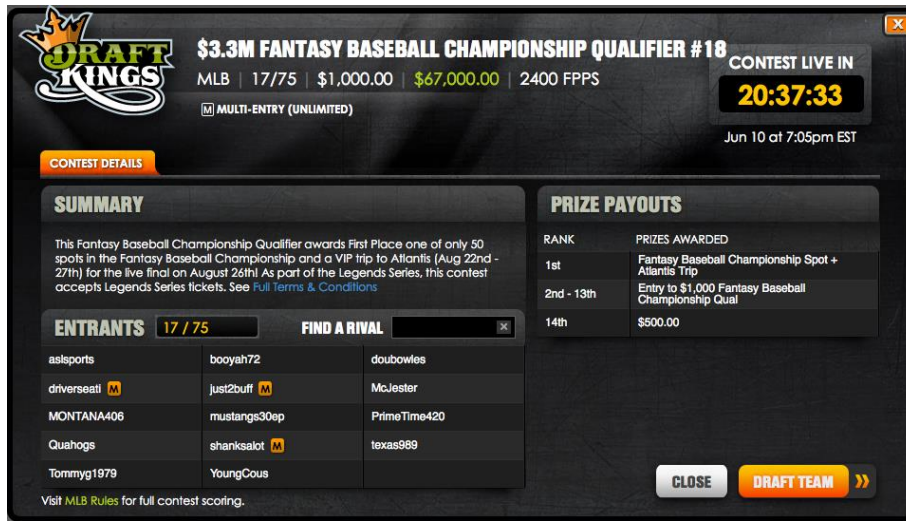 DRAFT
KINGS
$3.3M FANTASY BASEBALL CHAMPIONSHIP QUALIFIER #18
MLB | 17/75 | $1,000.00 | $67,000.00 | 2400 FPPS
M MULTI-ENTRY (UNLIMITED)
X
CONTEST LIVE IN
20:37:33
Jun 10 at 7:05pm EST
CONTEST DETAILS
SUMMARY
This Fantasy Baseball Championship Qualifier awards First Place one of only 50
spots in the Fantasy Baseball Championship and a VIP trip to Atlantis (Aug 22nd -
27th) for the live final on August 26th! As part of the Legends Series, this contest
accepts Legends Series tickets. See Full Terms & Conditions
ENTRANTS 17 / 75 FIND A RIVAL x
aslsports booyah72 doubowles
driverseati M just2buff M McJester
MONTANA406 mustangs30ep PrimeTime420
Quahogs shanksalot M texas989
Tommyg1979 YoungCous
Visit MLB Rules for full contest scoring.
PRIZE PAYOUTS
RANK PRIZES AWARDED
1st Fantasy Baseball Championship Spot +
Atlantis Trip
2nd - 13th Entry to $1,000 Fantasy Baseball
Championship Qual
14th $500.00
CLOSE DRAFT TEAM »